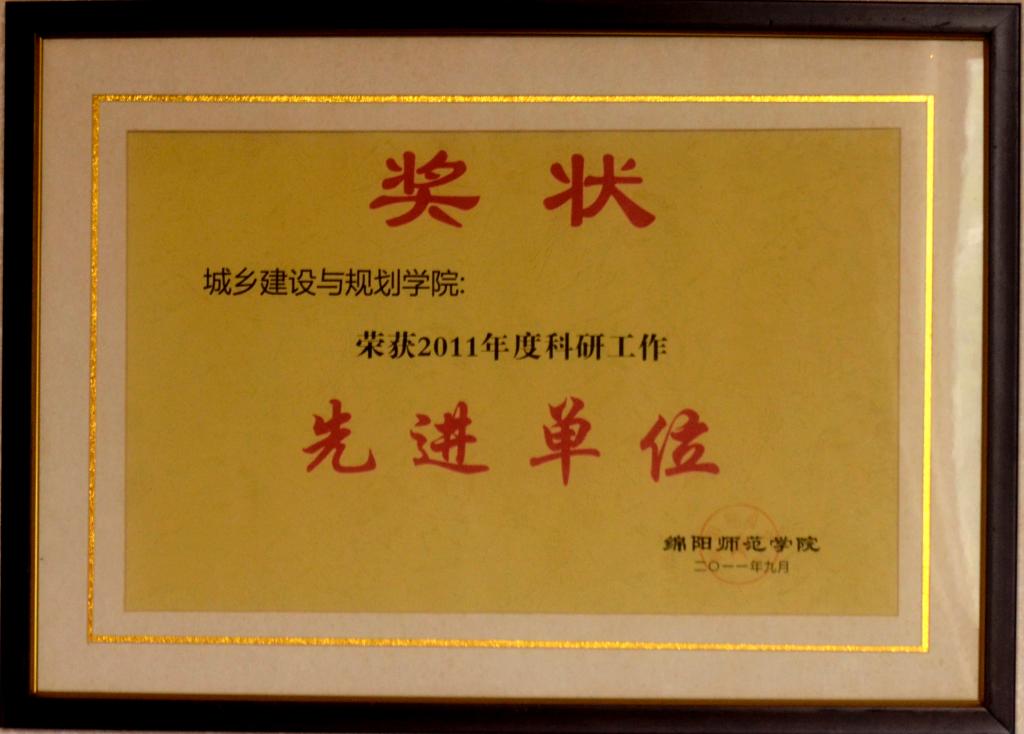 奖状
城乡建设与规划学院:
荣获2011年度科研工作
先进单位
绵阳师范学院
二〇一一年九月